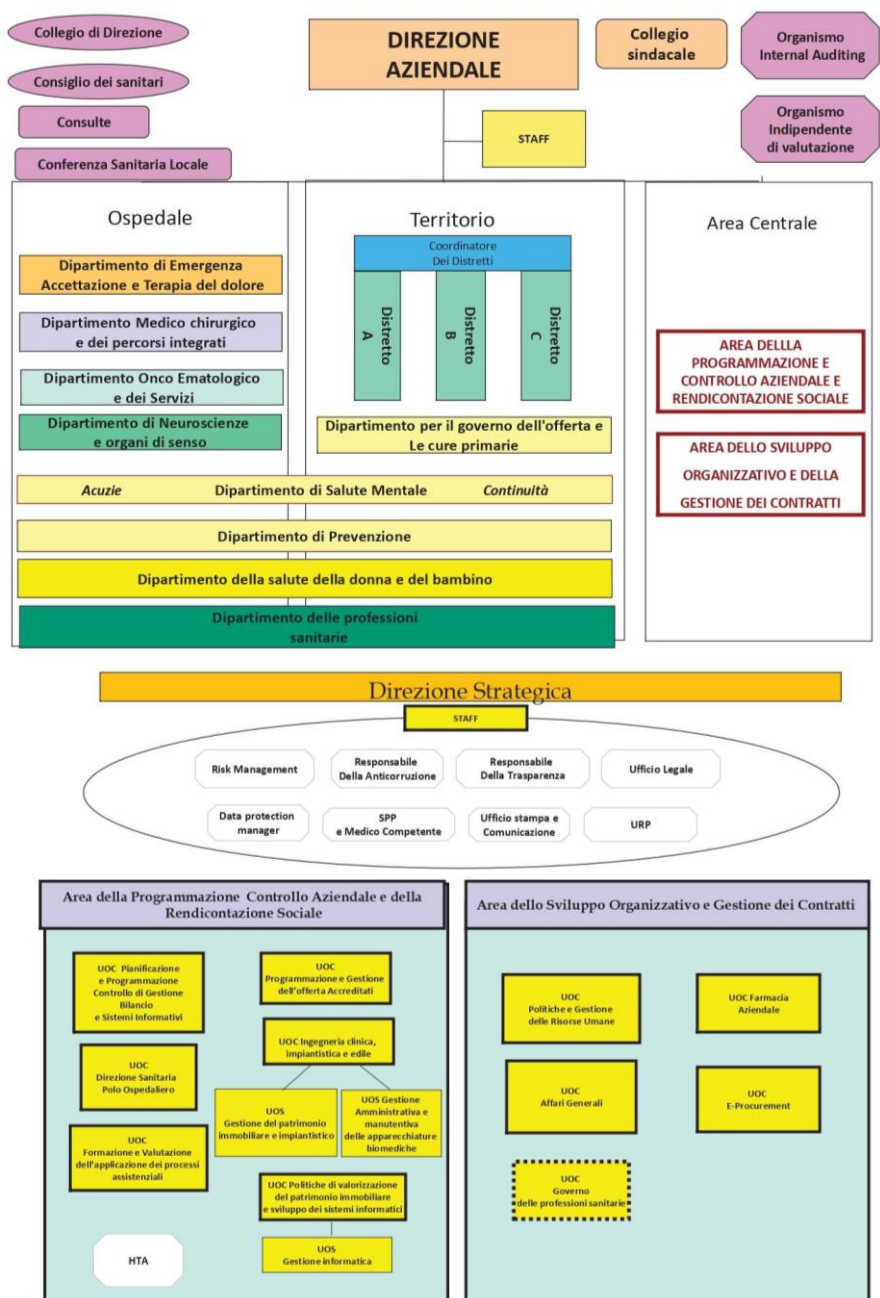 Collegio di Direzione
Consiglio dei sanitari
Consulte
Conferenza Sanitaria Locale
DIREZIONE
AZIENDALE
STAFF
Collegio
sindacale
Organismo
Internal Auditing
Organismo
Indipendente
di valutazione
Ospedale
Dipartimento di Emergenza
Accettazione e Terapia del dolore
Dipartimento Medico chirurgico
e dei percorsi integrati
Dipartimento Onco Ematologico
e dei Servizi
Dipartimento di Neuroscienze
e organi di senso
Territorio
Coordinatore
Dei Distretti
Distretto
A
Distretto
B
Distretto
C
Dipartimento per il governo dell'offerta e
Le cure primarie
Acuzie Dipartimento di Salute Mentale Continuità
Dipartimento di Prevenzione
Dipartimento della salute della donna e del bambino
Dipartimento delle professioni
sanitarie
Area Centrale
AREA DELLLA
PROGRAMMAZIONE E
CONTROLLO AZIENDALE E
RENDICONTAZIONE SOCIALE
AREA DELLO SVILUPPO
ORGANIZZATIVO E DELLA
GESTIONE DEI CONTRATTI
Direzione Strategica
STAFF
Risk Management
Responsabile
Della Anticorruzione
Responsabile
Della Trasparenza
Ufficio Legale
Data protection
manager
SPP
e Medico Competente
Ufficio stampa e
Comunicazione
URP
Area della Programmazione Controllo Aziendale e della
Rendicontazione Sociale
UOC Pianificazione
e Programmazione
Controllo di Gestione
Bilancio
e Sistemi Informativi
UOC
Direzione Sanitaria
Polo Ospedaliero
UOC
Formazione e Valutazione
dell'applicazione dei processi
assistenziali
HTA
UOC
Programmazione e Gestione
dell'offerta Accreditati
UOC Ingegneria clinica,
impiantistica e edile
UOS
Gestione del patrimonio
immobiliare e impiantistico
UOS Gestione
Amministrativa e
manutentiva
delle apparecchiature
biomediche
UOC Politiche di valorizzazione
del patrimonio immobiliare
e sviluppo dei sistemi informatici
UOS
Gestione informatica
Area dello Sviluppo Organizzativo e Gestione dei Contratti
UOC
Politiche e Gestione
delle Risorse Umane
UOC Farmacia
Aziendale
UOC
Affari Generali
UOC
E-Procurement
UOC
Governo
delle professioni sanitarie